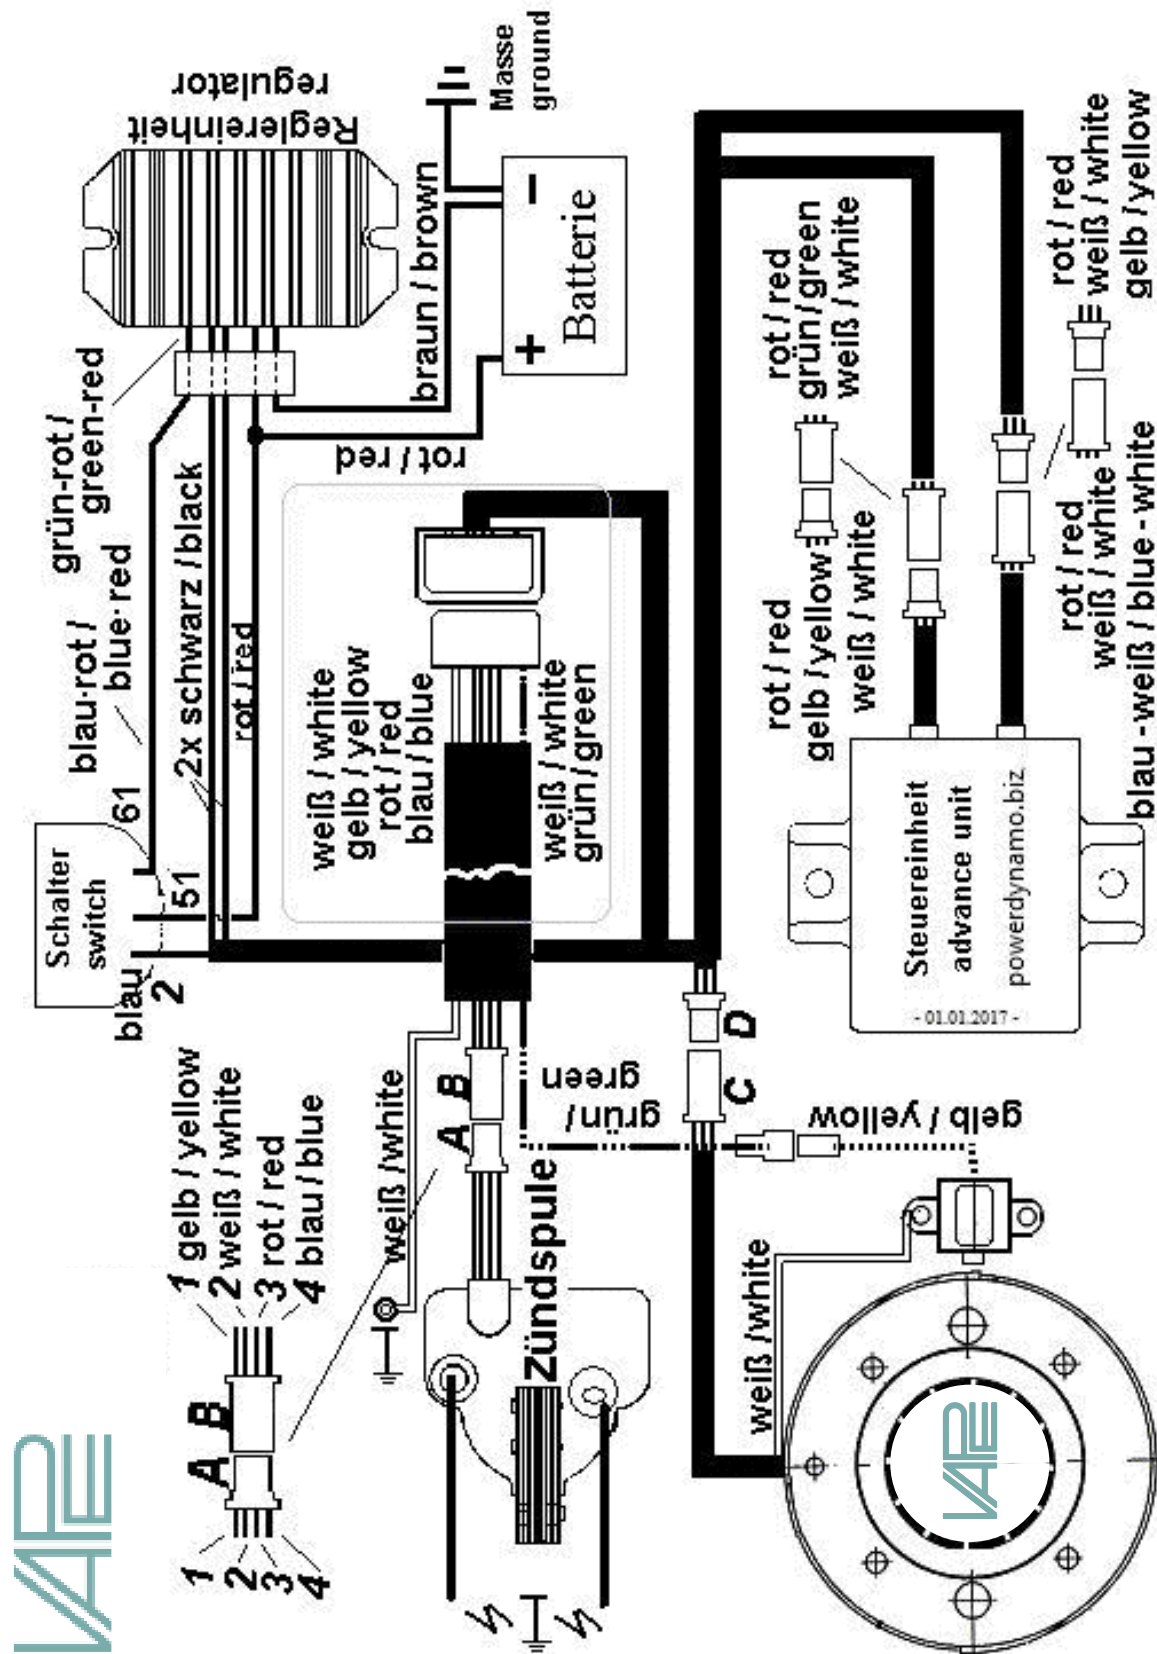 VAPE
1 gelb / yellow
2 weiß / white
3 rot / red
4 blau / blue
A B
1
2
3
4
Schalter
switch
blau
2
51
61
blau-rot /
blue-red
grün-rot /
green-red
2x schwarz / black
rot / red
Reglereinheit
regulator
rot / red
braun / brown
Masse
ground
Batterie
+
-
weiß / white
gelb / yellow
rot / red
blau / blue
weiß / white
grün / green
weiß / white
A B
Zündspule
grün /
green
C D
gelb / yellow
weiß / white
VAPE
Steuereinheit
advance unit
powerdynamo.biz
- 01.01.2017 -
rot / red
gelb / yellow
weiß / white
rot / red
grün / green
weiß / white
rot / red
weiß / white
blau - weiß / blue - white
rot / red
weiß / white
gelb / yellow